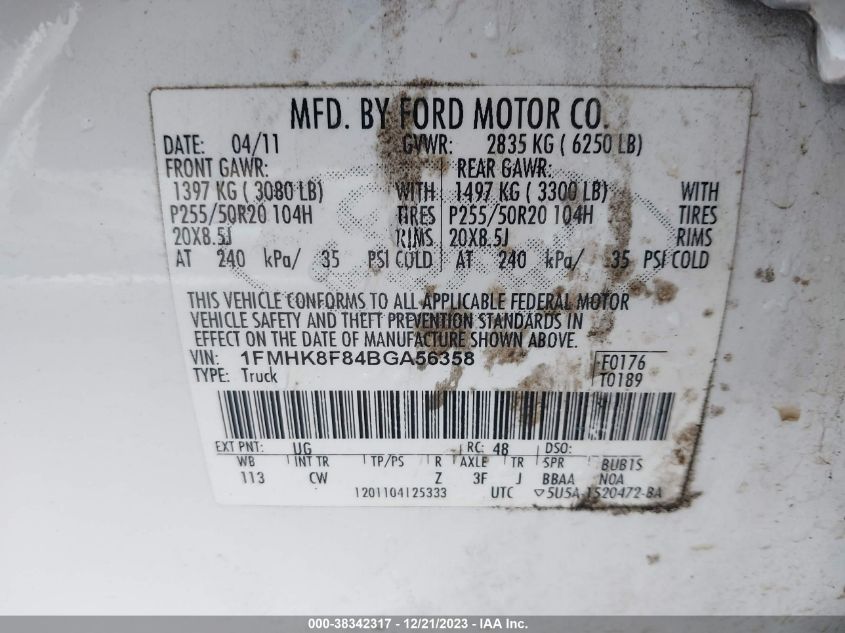 MFD. BY FORD MOTOR CO.
DATE: 04/11 GVWR: 2835 KG ( 6250 LB)
FRONT GAWR: REAR GAWR:
1397 KG ( 3080 LB) WITH 1497 KG ( 3300 LB) WITH
P255/50R20 104H TIRES P255/50R20 104H TIRES
20X8.5J RIMS 20X8.5J RIMS
AT 240 kPa/ 35 PSI COLD AT 240 kPa/ 35 PSI COLD
THIS VEHICLE CONFORMS TO ALL APPLICABLE FEDERAL MOTOR
VEHICLE SAFETY AND THEFT PREVENTION STANDARDS IN
EFFECT ON THE DATE OF MANUFACTURE SHOWN ABOVE.
VIN: 1FMHK8F84BGA56358 F0176
TYPE: Truck T0189
EXT PNT: UG RC: 48 DSO:
WB INT TR TP/PS R AXLE TR SPR BUB1S
113 CW Z 3F J BBAA NOA
1201104125333 UTC ▽5U5A-1520472-BA
000-38342317 - 12/21/2023 - IAAI Inc.